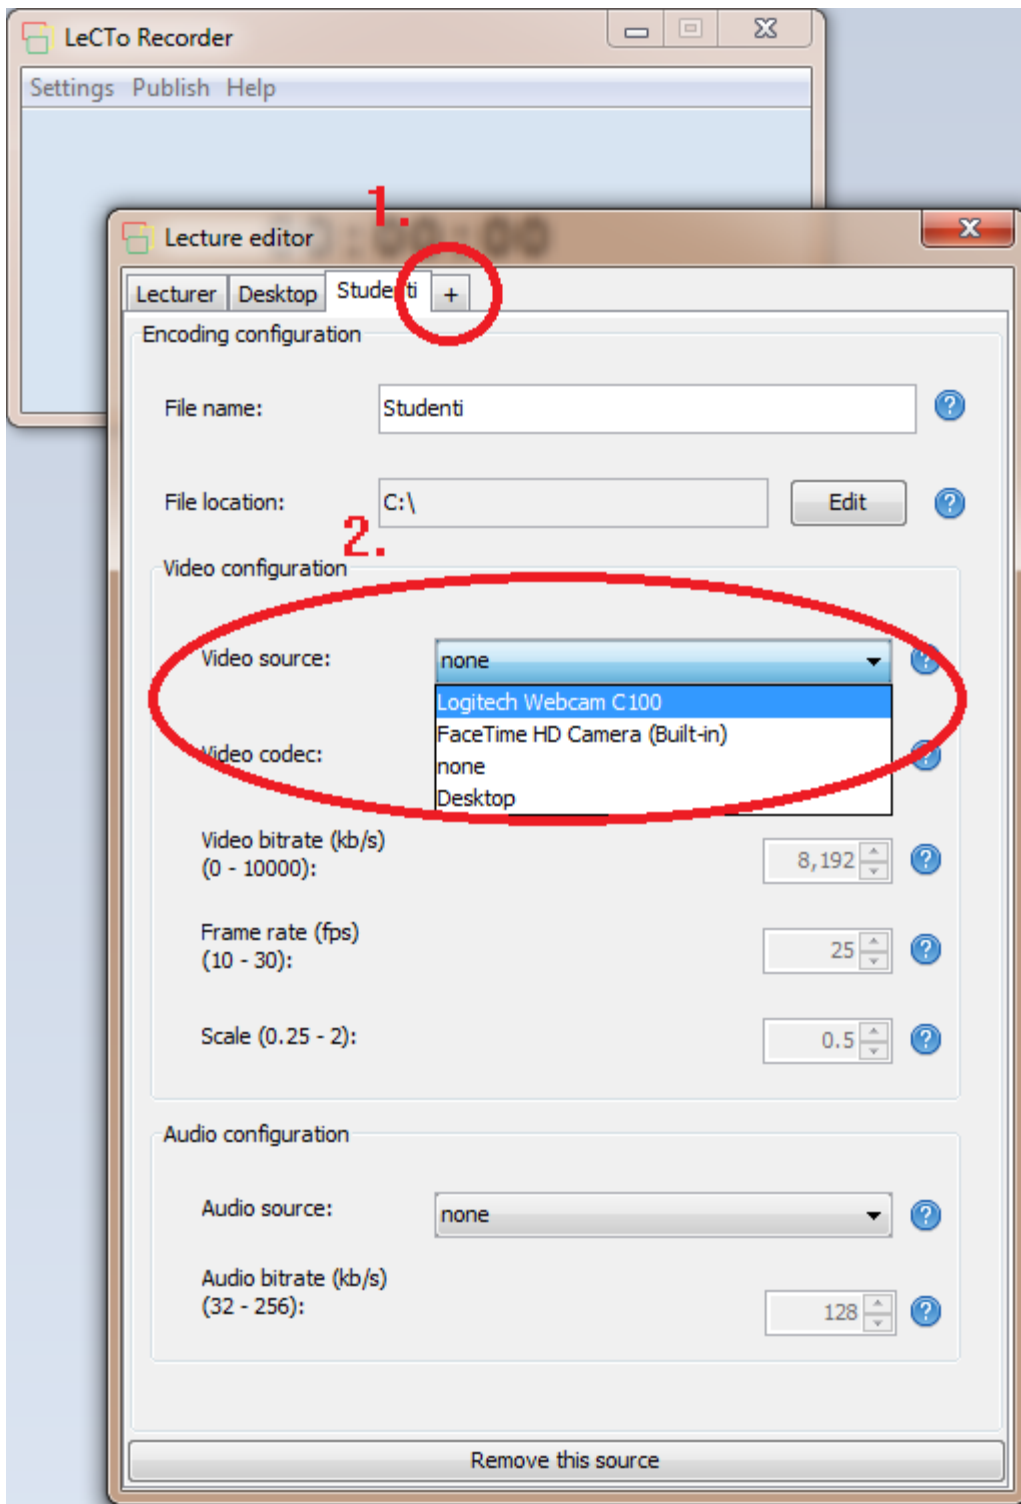 LeCTo Recorder
Settings Publish Help
1.
Lecture editor :00:00
Lecturer Desktop Studenti +
Encoding configuration
File name: Studenti
File location: C:\ Edit
2.
Video configuration
Video source: none
Logitech Webcam C100
FaceTime HD Camera (Built-in)
Video codec:
none
Desktop
Video bitrate (kb/s)
(0 - 10000): 8,192
Frame rate (fps)
(10 - 30): 25
Scale (0.25 - 2): 0.5
Audio configuration
Audio source: none
Audio bitrate (kb/s)
(32 - 256): 128
Remove this source